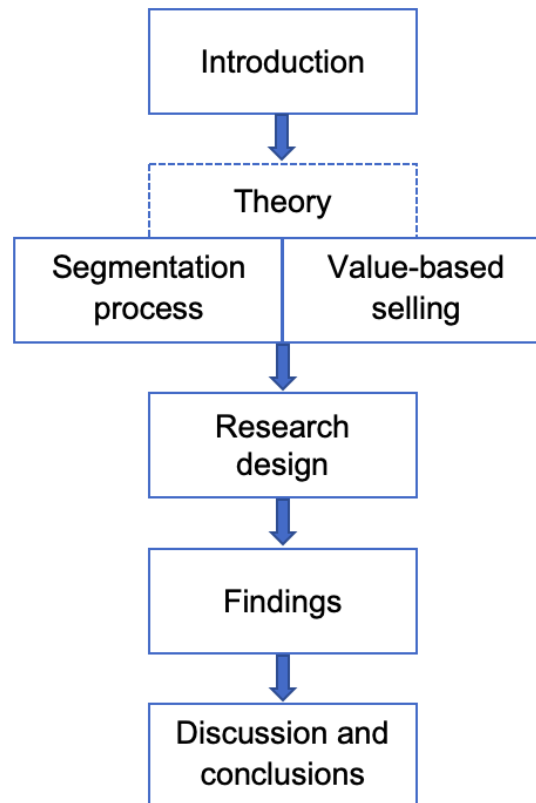 Introduction
Theory
Segmentation
process
Value-based
selling
Research
design
Findings
Discussion and
conclusions